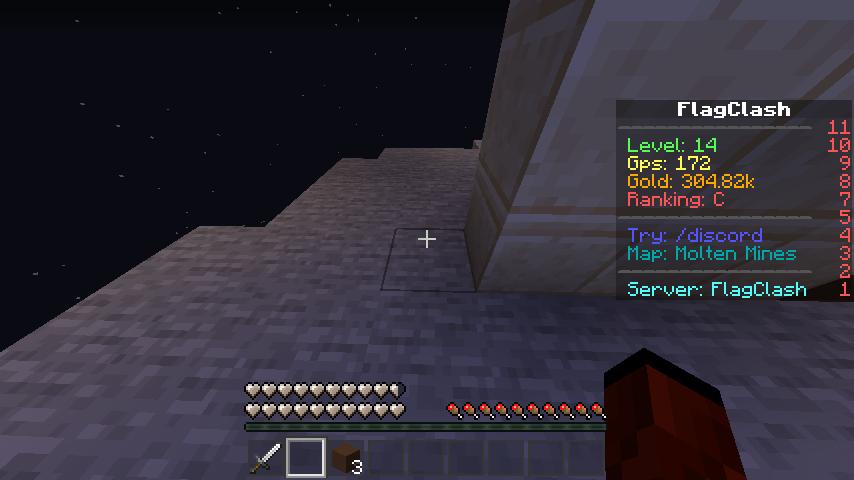 FlagClash
11
Level: 14 10
Gps: 172 9
Gold: 304.82k 8
Ranking: C 7
5
Try: /discord 4
Map: Molten Mines 3
2
Server: FlagClash 1
3